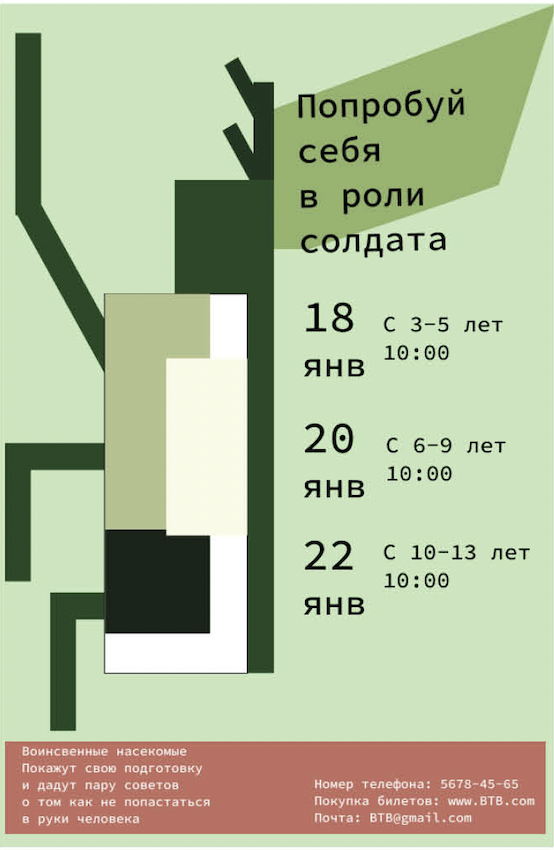 Попробуй
себя
в роли
солдата
18
янв
С 3-5 лет
10:00
20
янв
С 6-9 лет
10:00
22
янв
С 10-13 лет
10:00
Воинсвенные насекомые
Покажут свою подготовку
и дадут пару советов
о том как не попастаться
в руки человека
Номер телефона: 5678-45-65
Покупка билетов: www.BTB.com
Почта: BTB@gmail.com